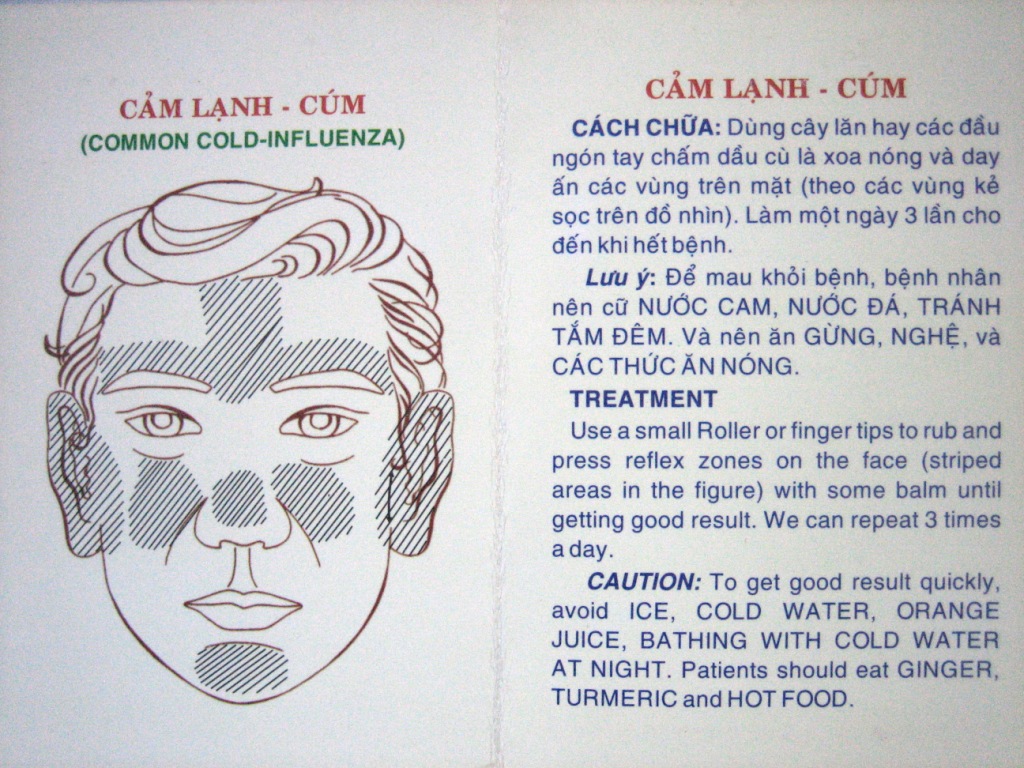 CẢM LẠNH - CÚM
(COMMON COLD-INFLUENZA)
CẢM LẠNH - CÚM
CÁCH CHỮA: Dùng cây lăn hay các đầu
ngón tay chấm dầu cù là xoa nóng và day
ấn các vùng trên mặt (theo các vùng kẻ
sọc trên đồ nhìn). Làm một ngày 3 lần cho
đến khi hết bệnh.
Lưu ý: Để mau khỏi bệnh, bệnh nhân
nên cữ NƯỚC CAM, NƯỚC ĐÁ, TRÁNH
TẮM ĐÊM. Và nên ăn GỪNG, NGHỆ, và
CÁC THỨC ĂN NÓNG.
TREATMENT
Use a small Roller or finger tips to rub and
press reflex zones on the face (striped
areas in the figure) with some balm until
getting good result. We can repeat 3 times
a day.
CAUTION: To get good result quickly,
avoid ICE, COLD WATER, ORANGE
JUICE, BATHING WITH COLD WATER
AT NIGHT. Patients should eat GINGER,
TURMERIC and HOT FOOD.